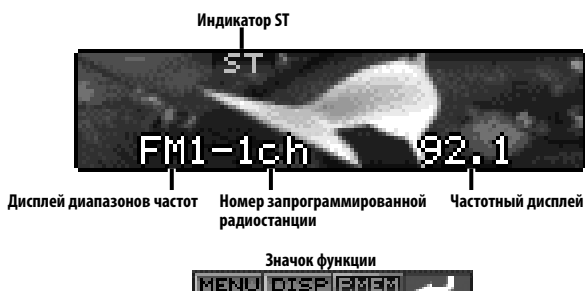 Индикатор ST
ST
FM1-1ch 92.1
Дисплей диапазонов частот Номер запрограммированной радиостанции Частотный дисплей
Значок функции
MENU DISP BMEM